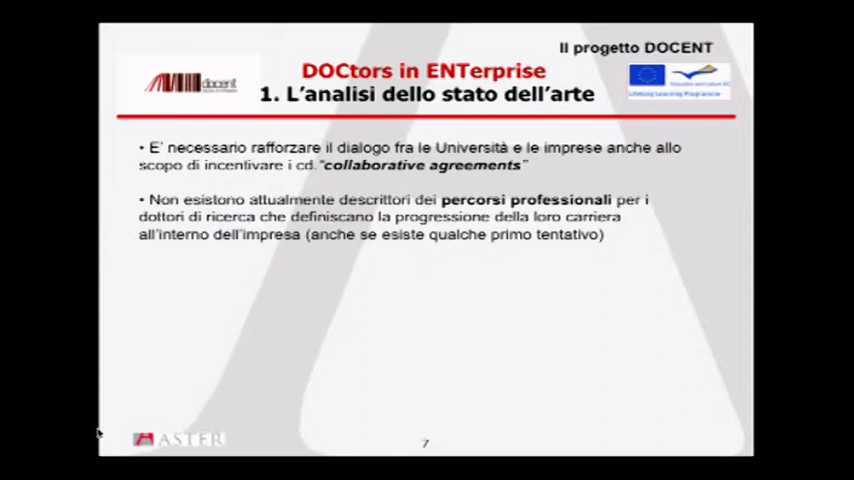 Il progetto DOCENT
docent
DOCtors in ENTerprise
1. L'analisi dello stato dell'arte
Lifelong Learning Programme
• E' necessario rafforzare il dialogo fra le Università e le imprese anche allo
scopo di incentivare i cd. "collaborative agreements"
• Non esistono attualmente descrittori dei percorsi professionali per i
dottori di ricerca che definiscano la progressione della loro carriera
all'interno dell'impresa (anche se esiste qualche primo tentativo)
ASTER
7